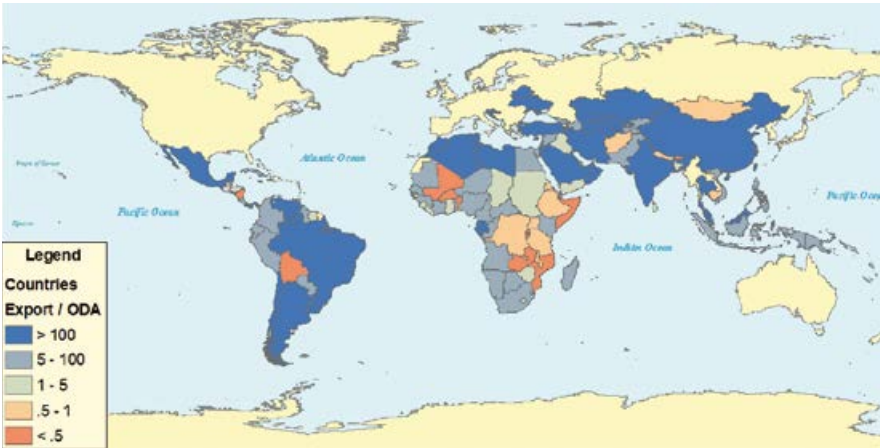 Atlantic Ocean
Pacific Ocean
Pacific Ocea
Indian Ocean
Legend
Countries
Export / ODA
> 100
5 - 100
1 - 5
.5 - 1
< .5